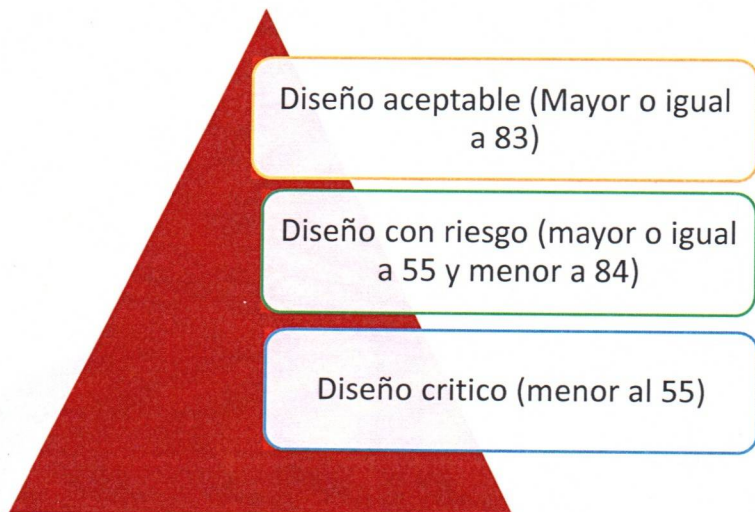 Diseño aceptable (Mayor o igual
a 83)
Diseño con riesgo (mayor o igual
a 55 y menor a 84)
Diseño critico (menor al 55)